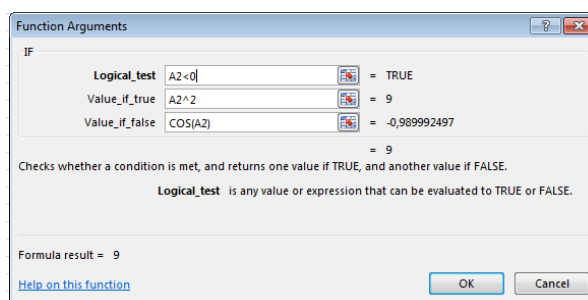 Function Arguments
IF
Logical_test A2<0 = TRUE
Value_if_true A2^2 = 9
Value_if_false COS(A2) = -0,989992497
= 9
Checks whether a condition is met, and returns one value if TRUE, and another value if FALSE.
Logical_test is any value or expression that can be evaluated to TRUE or FALSE.
Formula result = 9
Help on this function OK Cancel